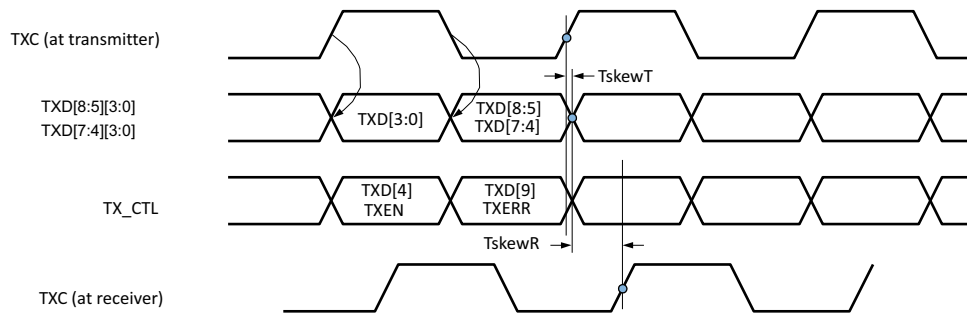 TXC (at transmitter)
TskewT
TXD[8:5][3:0]
TXD[7:4][3:0]
TXD[3:0]
TXD[8:5]
TXD[7:4]
TX_CTL
TXD[4]
TXEN
TXD[9]
TXERR
TskewR
TXC (at receiver)